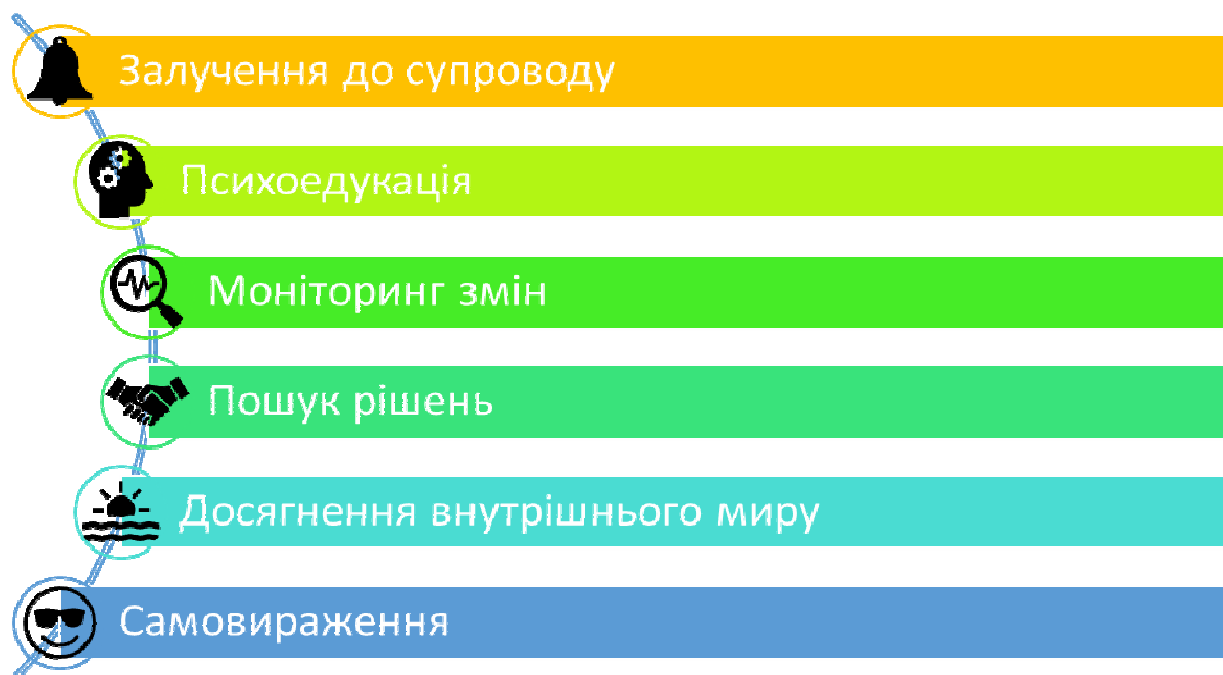 Залучення до супроводу
Психоедукація
Моніторинг змін
Пошук рішень
Досягнення внутрішнього миру
Самовираження